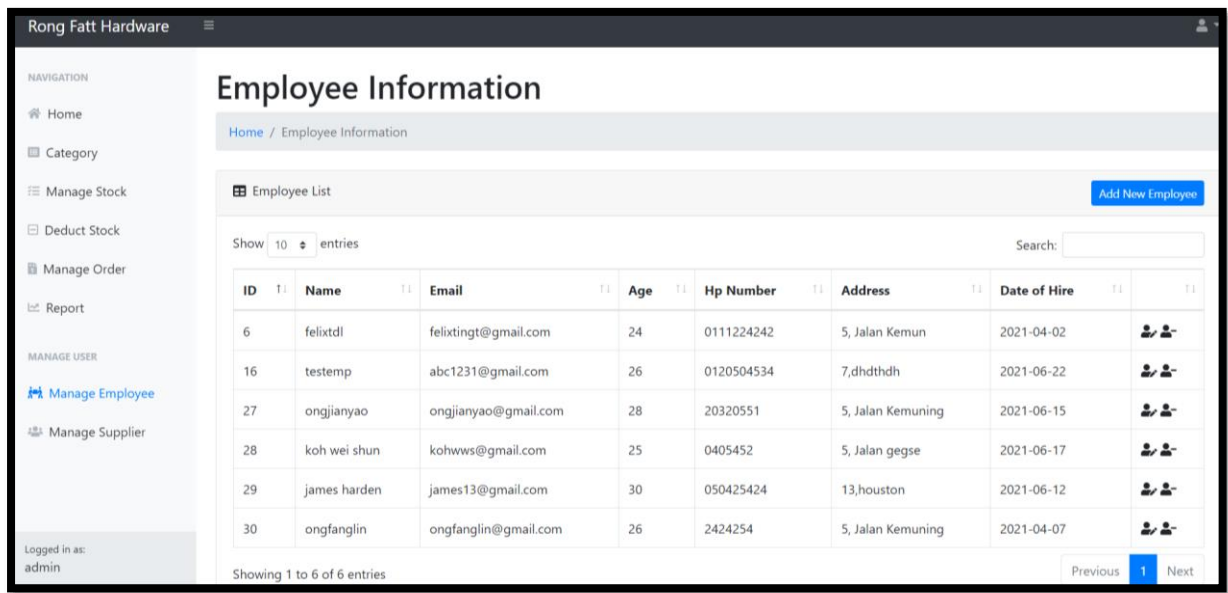 Rong Fatt Hardware
NAVIGATION
Home
Category
Manage Stock
Deduct Stock
Manage Order
Report
MANAGE USER
Manage Employee
Manage Supplier
Logged in as:
admin
Employee Information
Home / Employee Information
Employee List
Add New Employee
Show 10 entries
Search:
ID Name Email Age Hp Number Address Date of Hire
6 felixtdl felixtingt@gmail.com 24 0111224242 5, Jalan Kemun 2021-04-02
16 testemp abc1231@gmail.com 26 0120504534 7,dhdthdh 2021-06-22
27 ongjianyao ongjianyao@gmail.com 28 20320551 5, Jalan Kemuning 2021-06-15
28 koh wei shun kohwws@gmail.com 25 0405452 5, Jalan gegse 2021-06-17
29 james harden james13@gmail.com 30 050425424 13,houston 2021-06-12
30 ongfanglin ongfanglin@gmail.com 26 2424254 5, Jalan Kemuning 2021-04-07
Showing 1 to 6 of 6 entries
Previous 1 Next